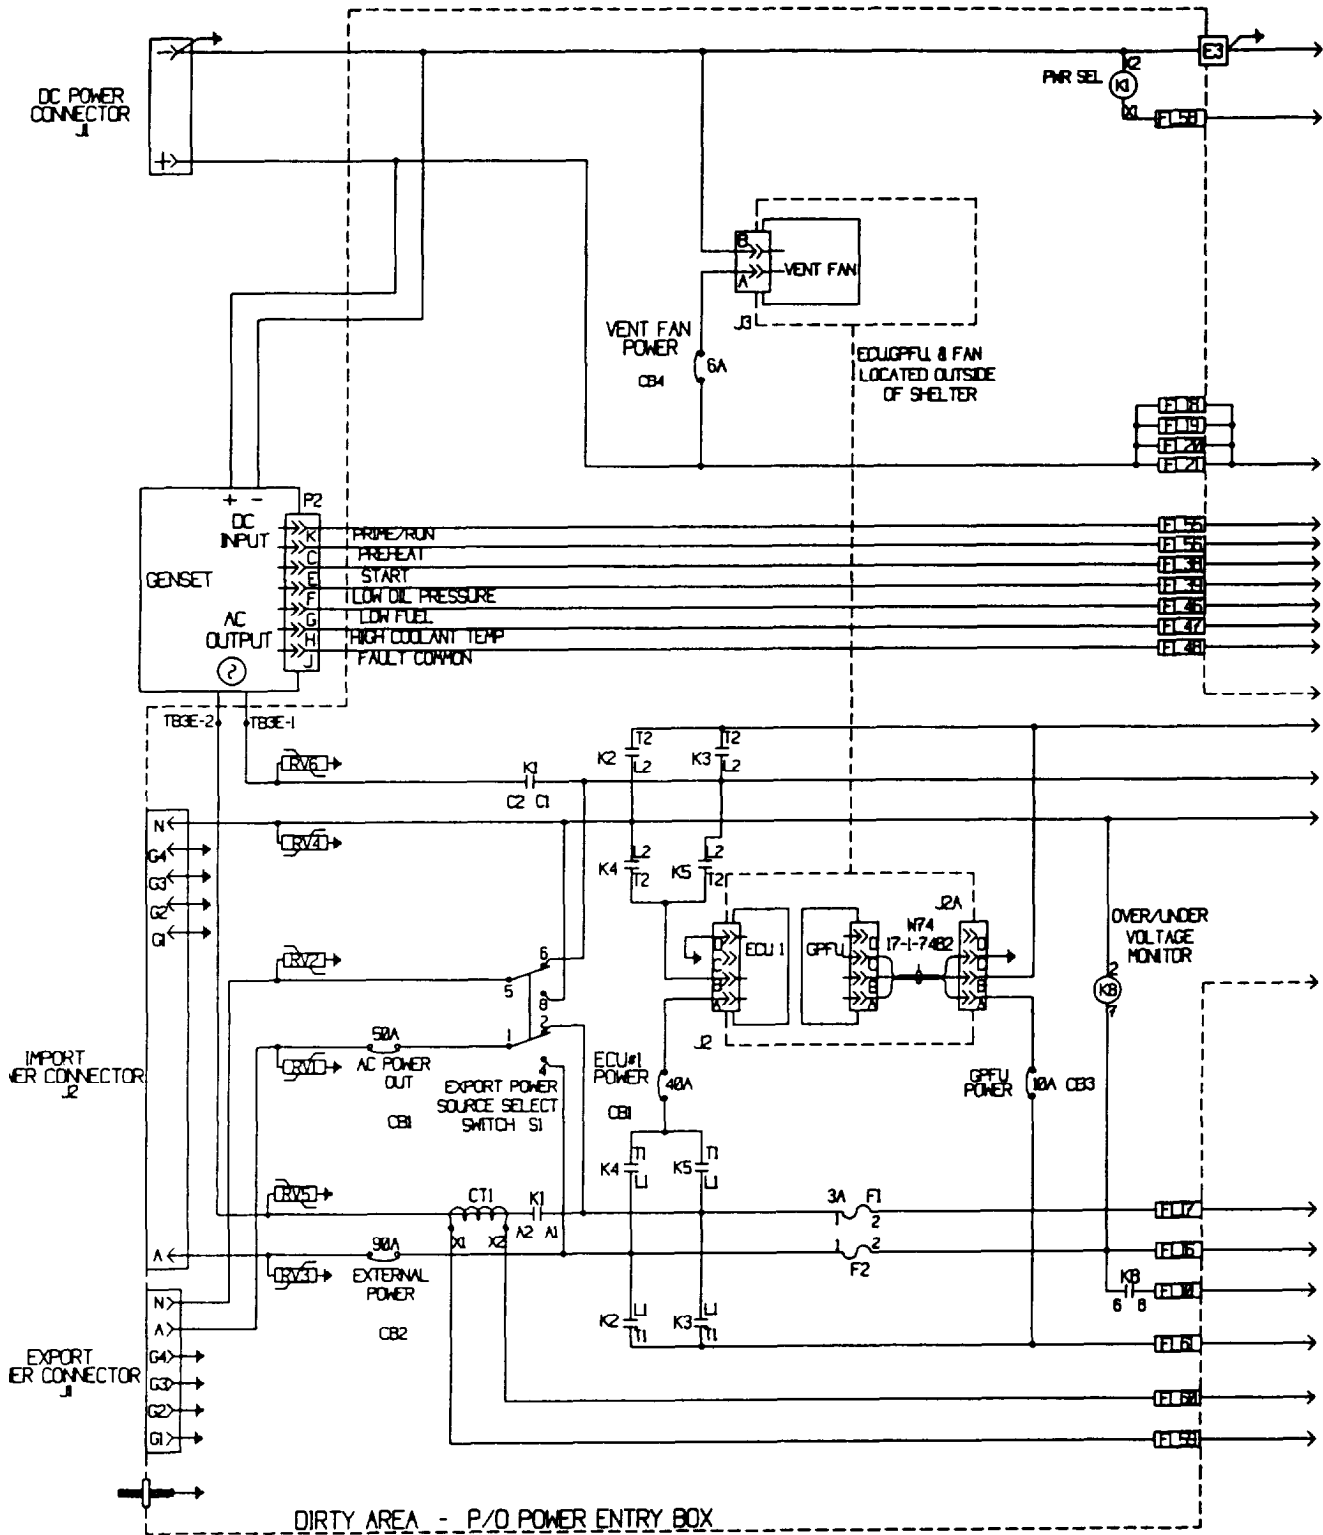 E3
K2
PWR SEL
K1
X1
FL58
DC POWER
CONNECTOR
J1
−
+
B
A
VENT FAN
J3
VENT FAN
POWER
CB4
6A
ECU,GPFU & FAN
LOCATED OUTSIDE
OF SHELTER
FL18
FL19
FL20
FL21
+ −
DC
INPUT
GENSET
AC
OUTPUT
P2
K
C
E
F
G
H
J
PRIME/RUN
PREHEAT
START
LOW OIL PRESSURE
LOW FUEL
HIGH COOLANT TEMP
FAULT COMMON
FL55
FL56
FL38
FL39
FL46
FL47
FL48
TB3E-2
TB3E-1
RV6
K1
C2 C1
K2
T2
L2
K3
T2
L2
N
G4
G3
G2
G1
RV4
K4
L2
T2
K5
L2
T2
J2A
W74
17-1-7482
D
C
B
A
ECU 1
GPFU
D
C
B
A
D
C
B
A
J2
OVER/UNDER
VOLTAGE
MONITOR
2
K8
7
RV2
5
6
8
1
2
4
50A
AC POWER
OUT
CB1
RV1
EXPORT POWER
SOURCE SELECT
SWITCH S1
IMPORT
WER CONNECTOR
J2
ECU#1
POWER
40A
CB1
GPFU
POWER
10A CB3
K4
T1
L1
K5
T1
L1
RV5
CT1
K1
A2 A1
X1
X2
3A F1
1
2
FL17
A
90A
EXTERNAL
POWER
CB2
RV3
1
2
F2
FL16
K8
6 8
FL10
K2
L1
T1
K3
L1
T1
FL61
FL60
FL59
N
A
G4
G3
G2
G1
EXPORT
ER CONNECTOR
J1
DIRTY AREA - P/O POWER ENTRY BOX